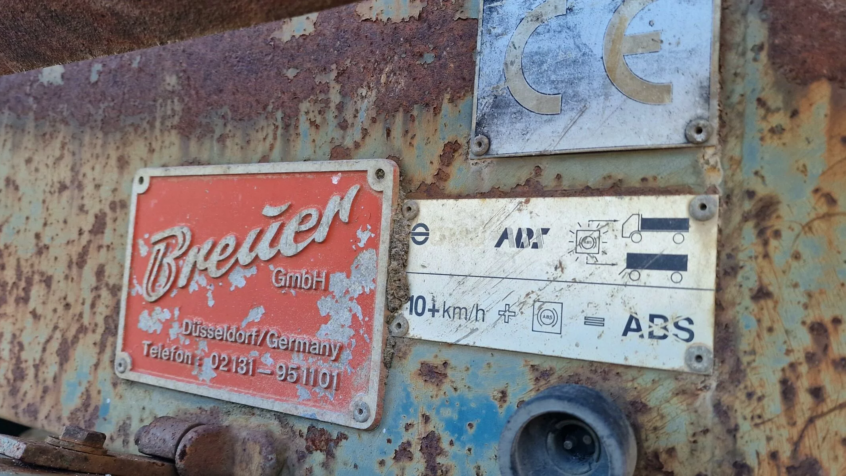 CE
Breuer
GmbH
Düsseldorf/Germany
Telefon: 02131–951101
ABS
10+km/h + = ABS